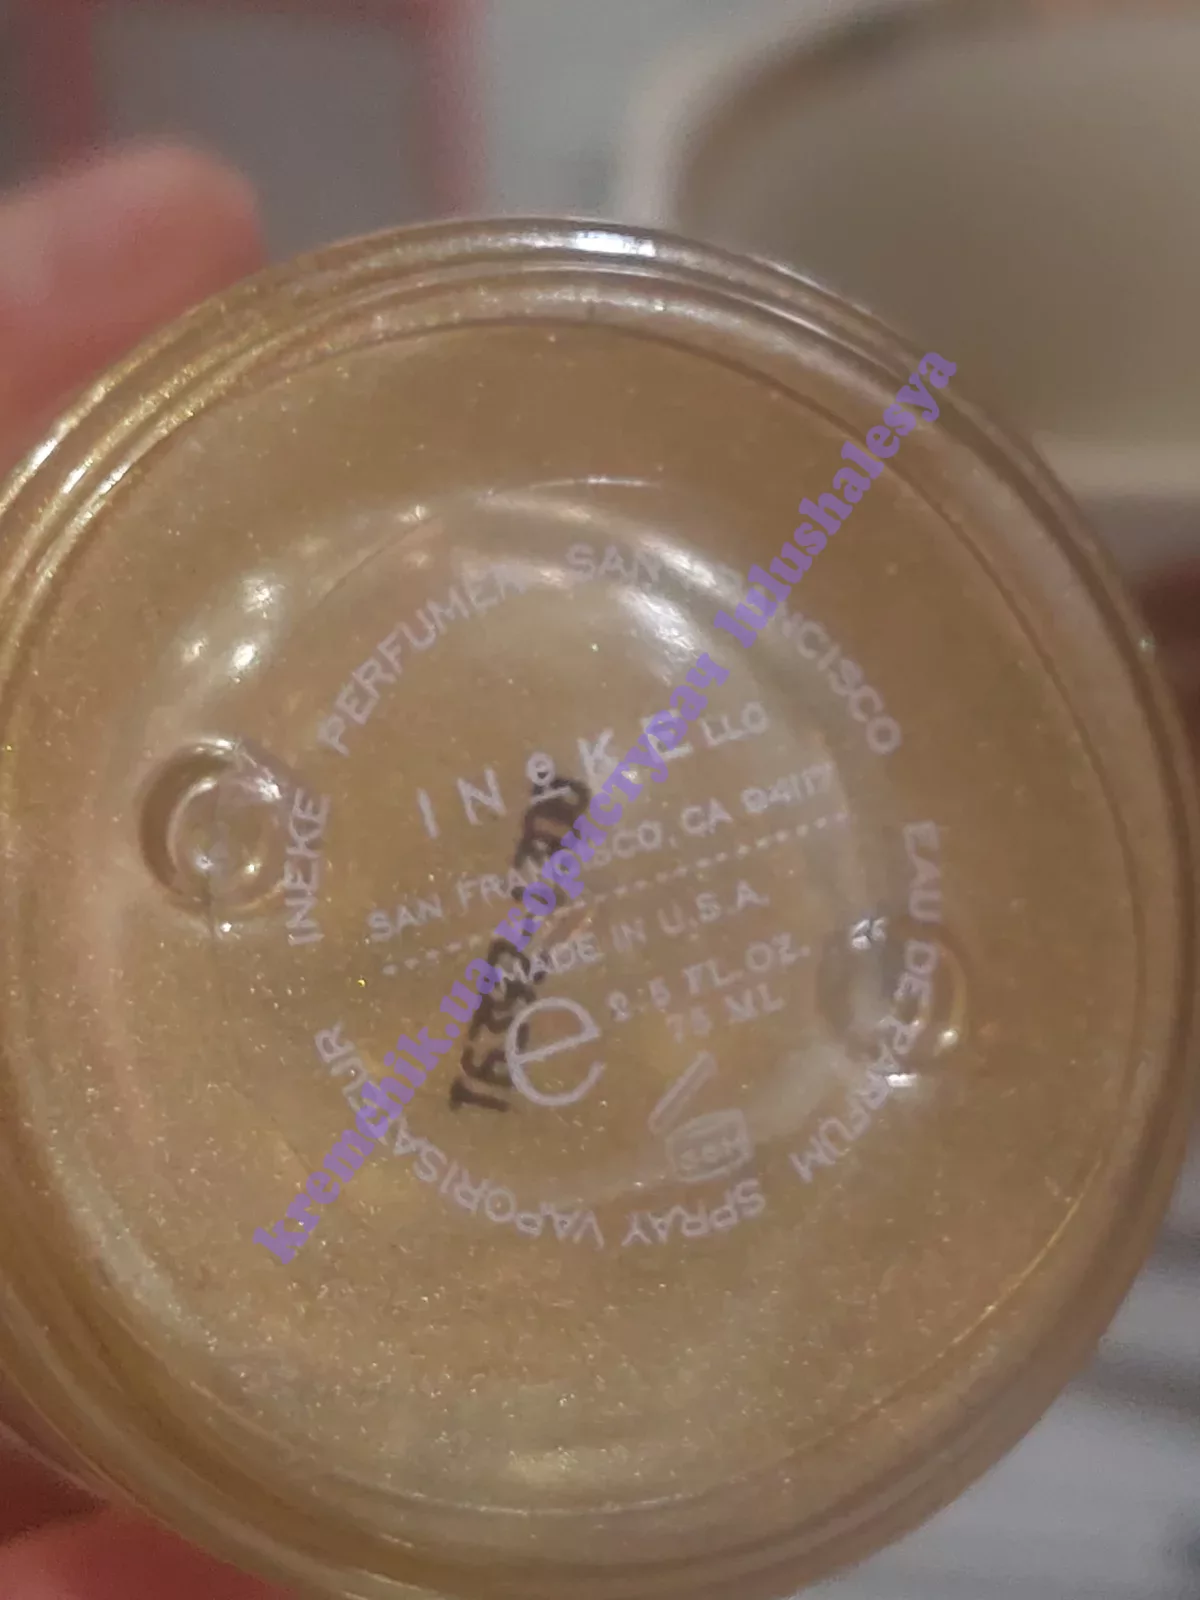 INEKE PERFUMER SAN FRANCISCO
EAU DE PARFUM
SPRAY VAPORISATEUR
INeKE LLC
SAN FRANCISCO, CA 94117
MADE IN U.S.A.
e 2.5 FL. OZ.
75 ML
36M
kremchik.ua користувач lulushalesya